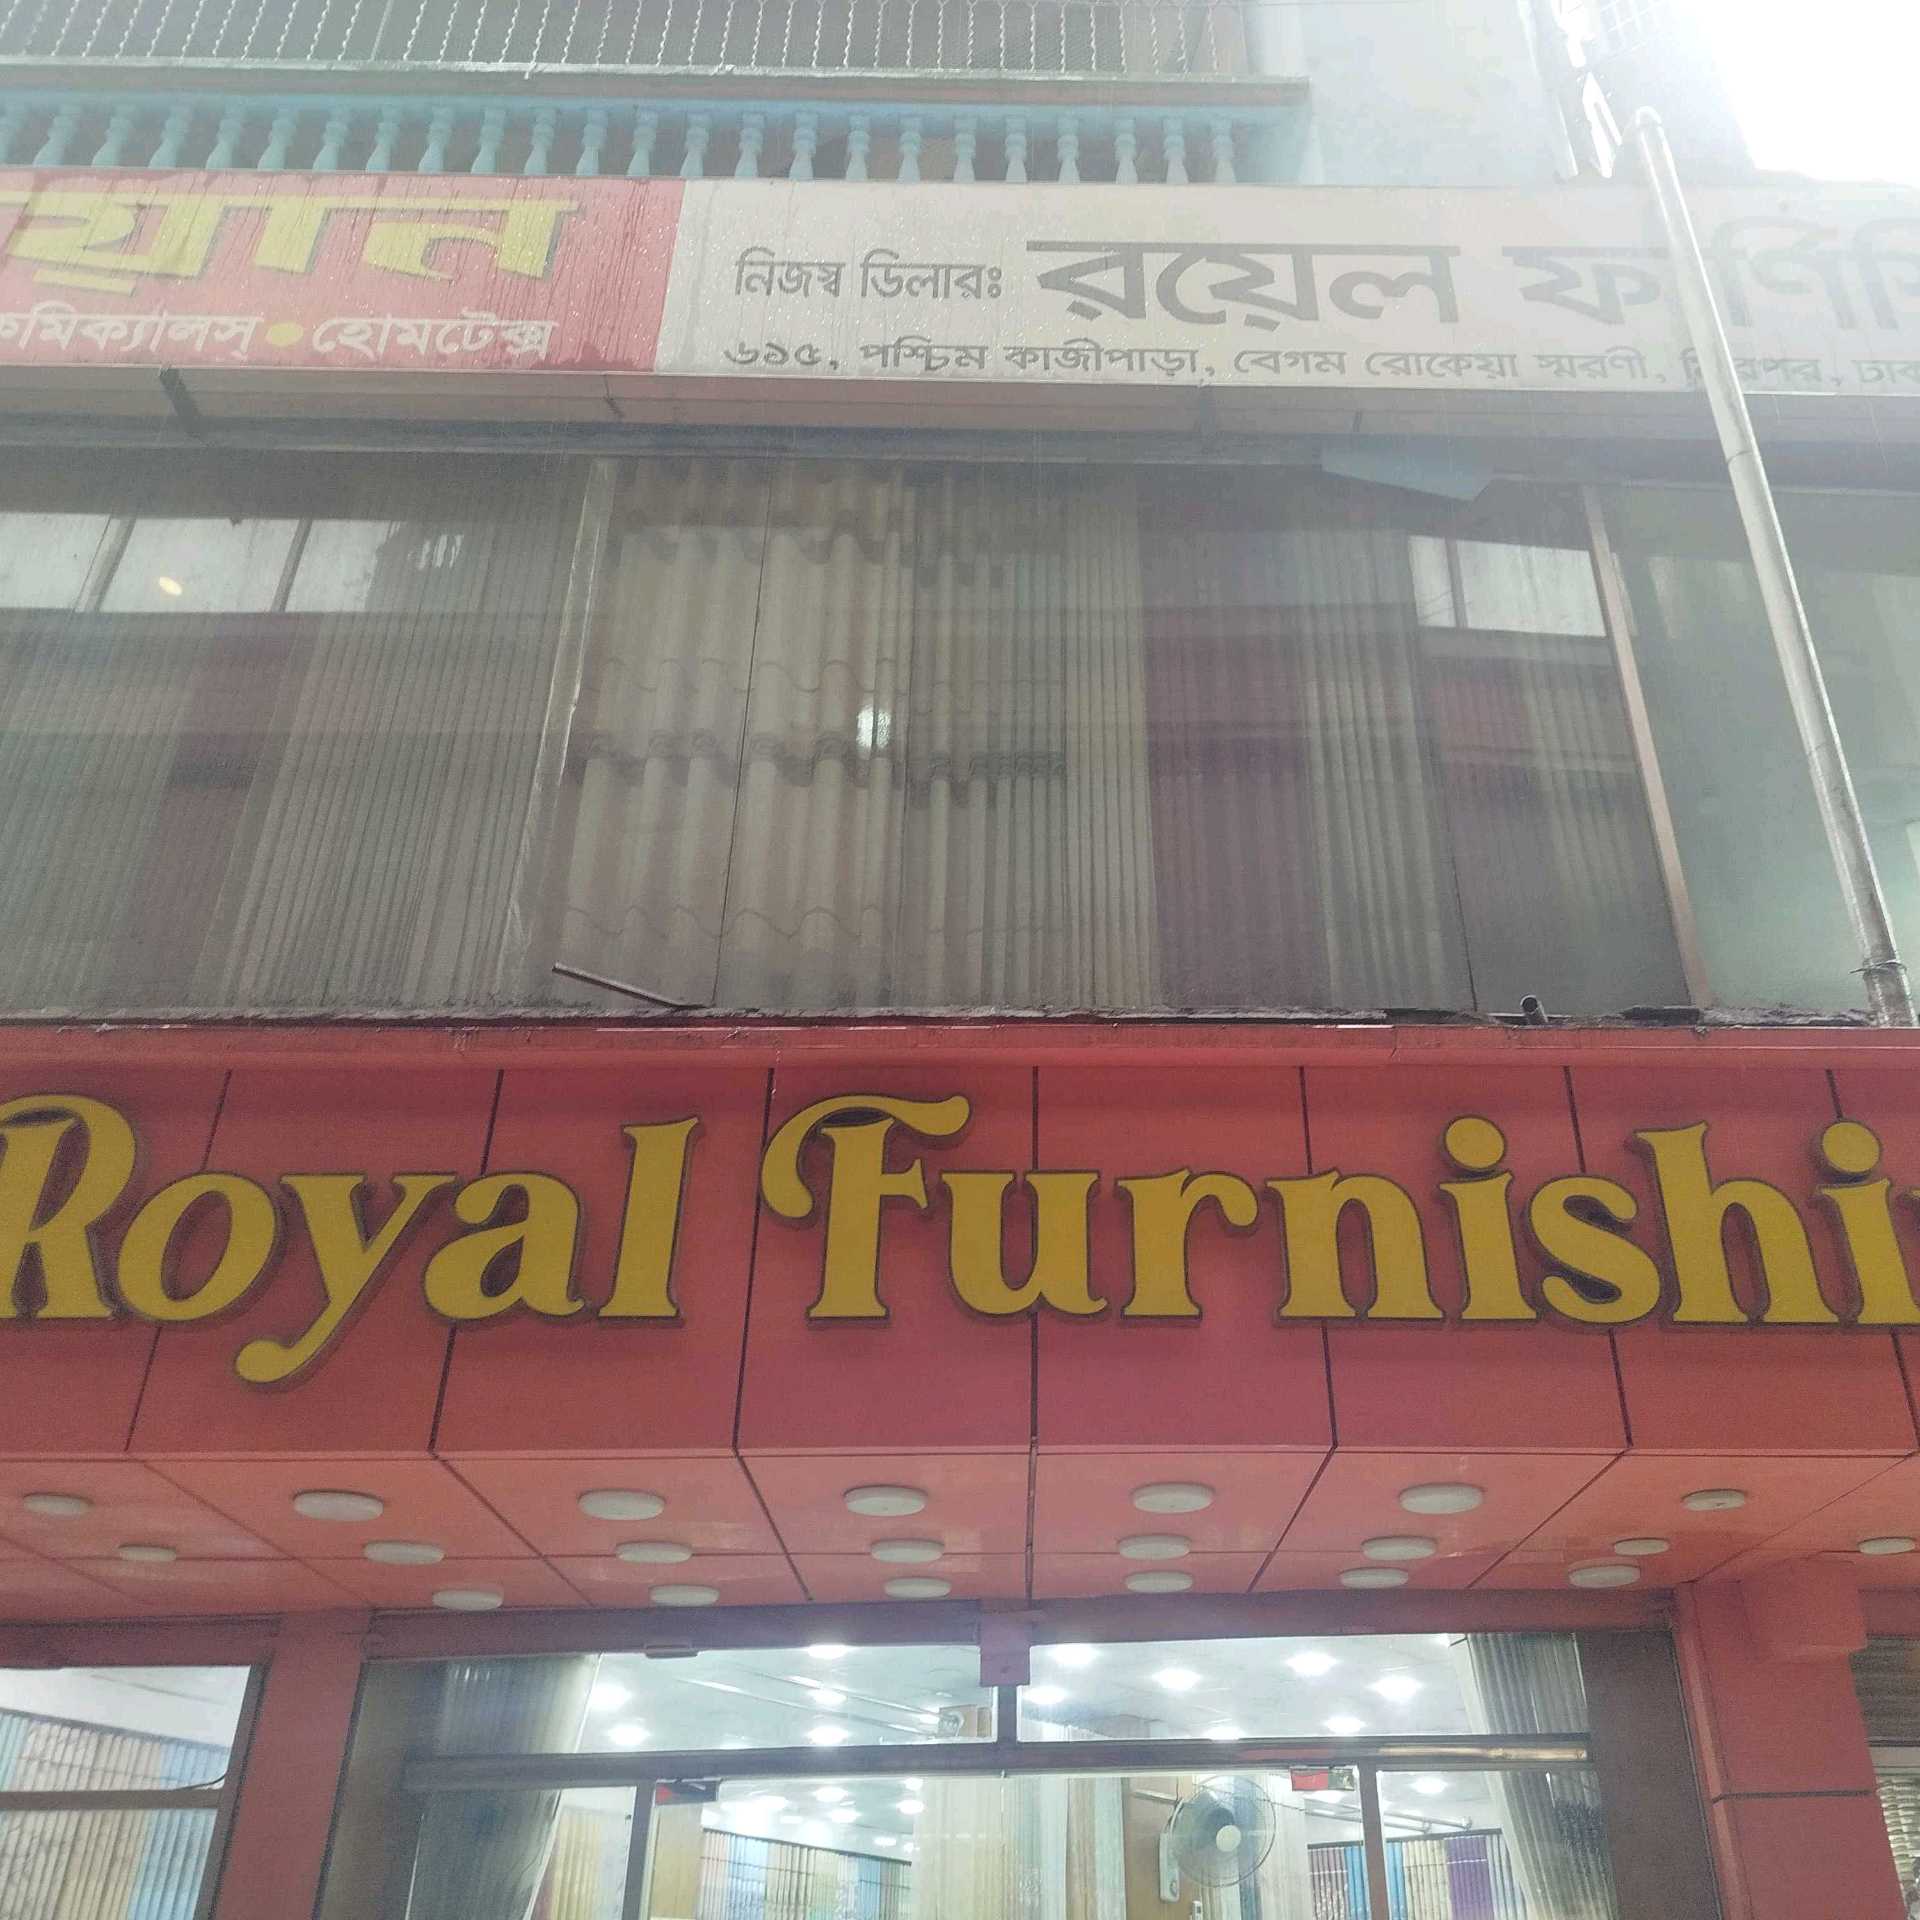 নিজস্ব ডিলারঃ রয়েল
কেমিক্যালস্ • হোমটেক্স
৬১৫, পশ্চিম কাজীপাড়া, বেগম রোকেয়া স্মরণী,
Royal Furnishi